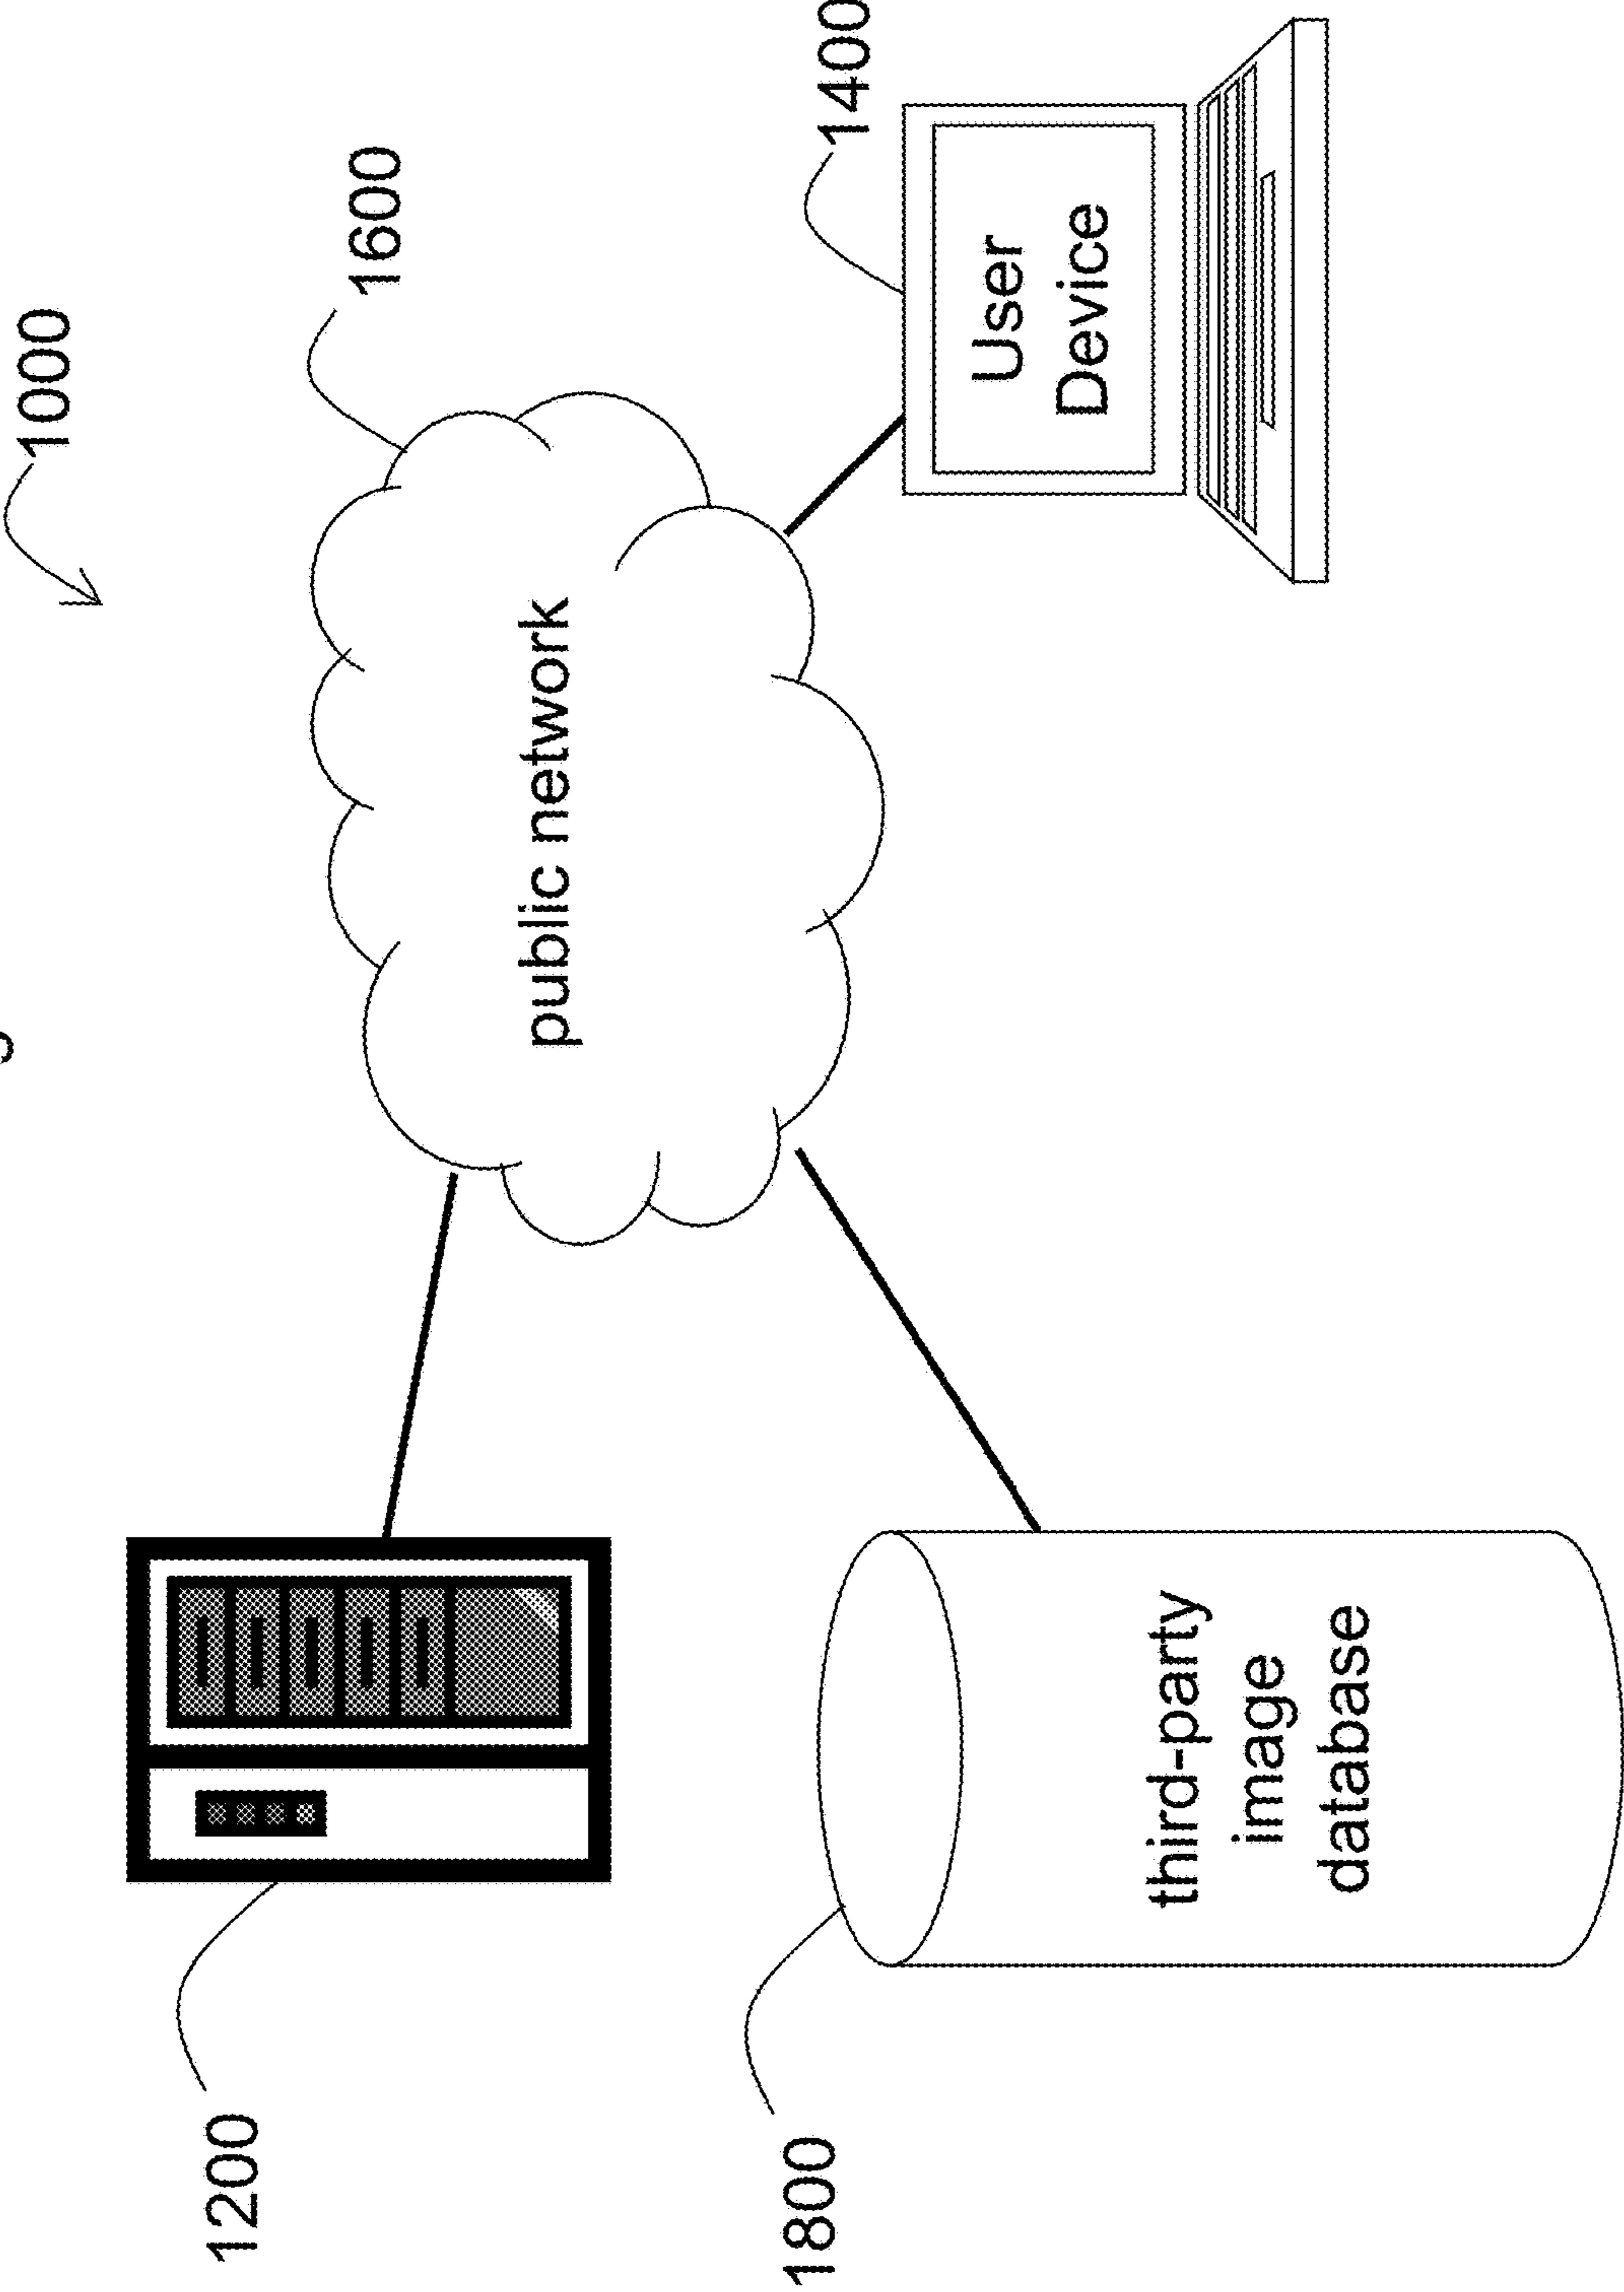 1000
1600
1400
public network
User
Device
1200
1800
third-party
image
database